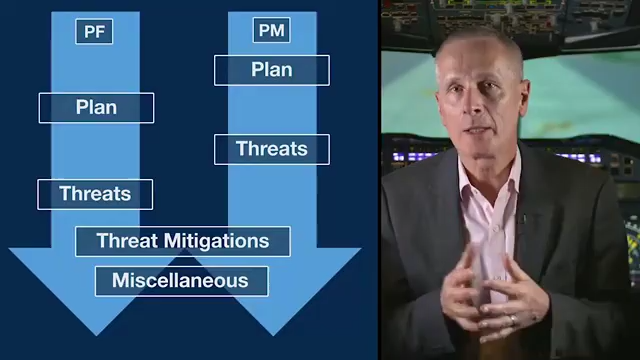 PF
PM
Plan
Plan
Threats
Threats
Threat Mitigations
Miscellaneous